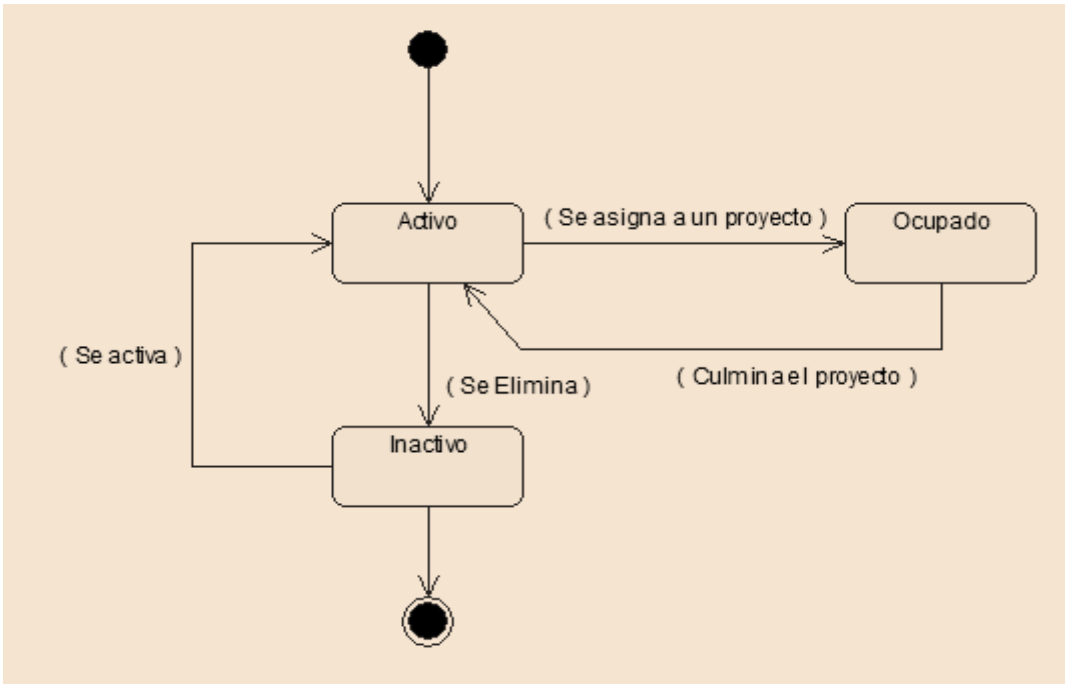 Activo
( Se asigna a un proyecto )
Ocupado
( Se activa )
( Culmina el proyecto )
( Se Elimina )
Inactivo